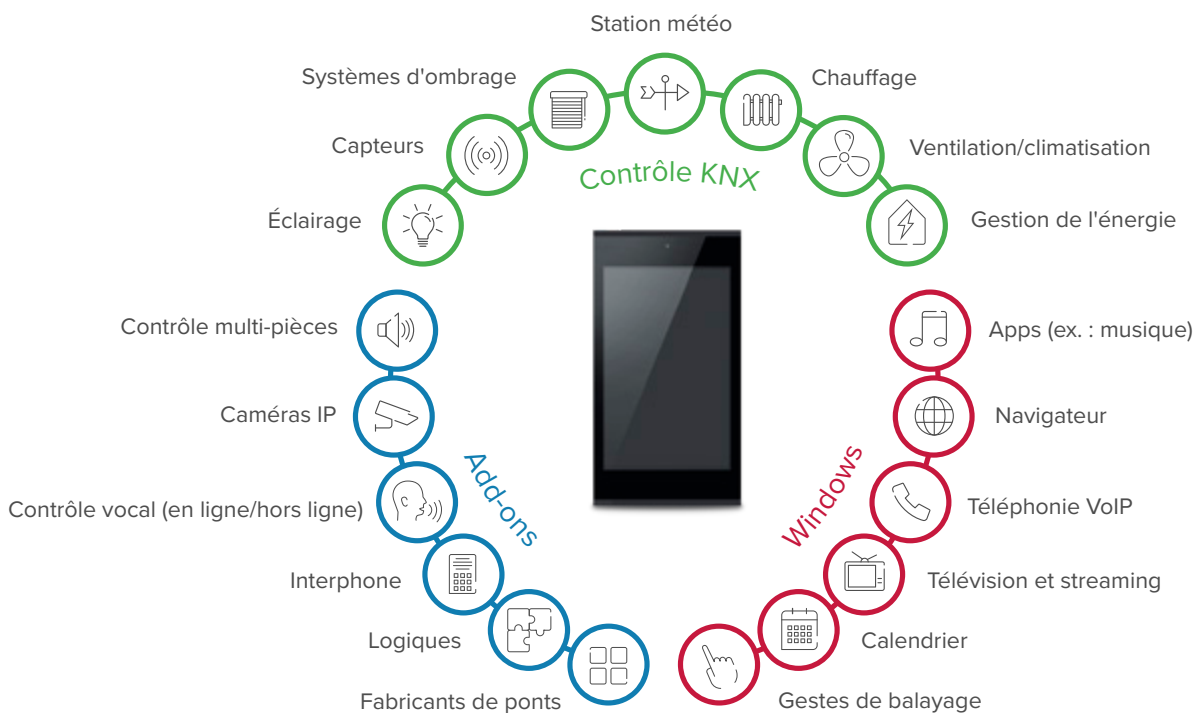 Station météo
Systèmes d'ombrage
Chauffage
Capteurs
Ventilation/climatisation
Contrôle KNX
Éclairage
Gestion de l'énergie
Contrôle multi-pièces
Apps (ex. : musique)
Caméras IP
Navigateur
Add-ons
Windows
Contrôle vocal (en ligne/hors ligne)
Téléphonie VoIP
Interphone
Télévision et streaming
Logiques
Calendrier
Fabricants de ponts
Gestes de balayage